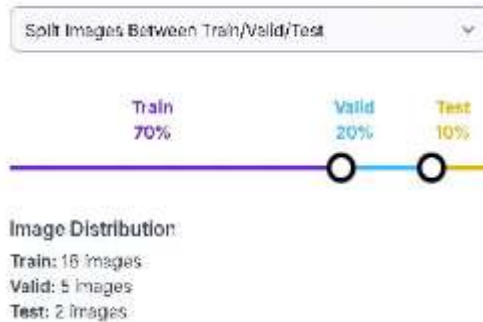 Split Images Between Train/Valid/Test
Train Valid Test
70% 20% 10%
Image Distribution
Train: 16 images
Valid: 5 images
Test: 2 images